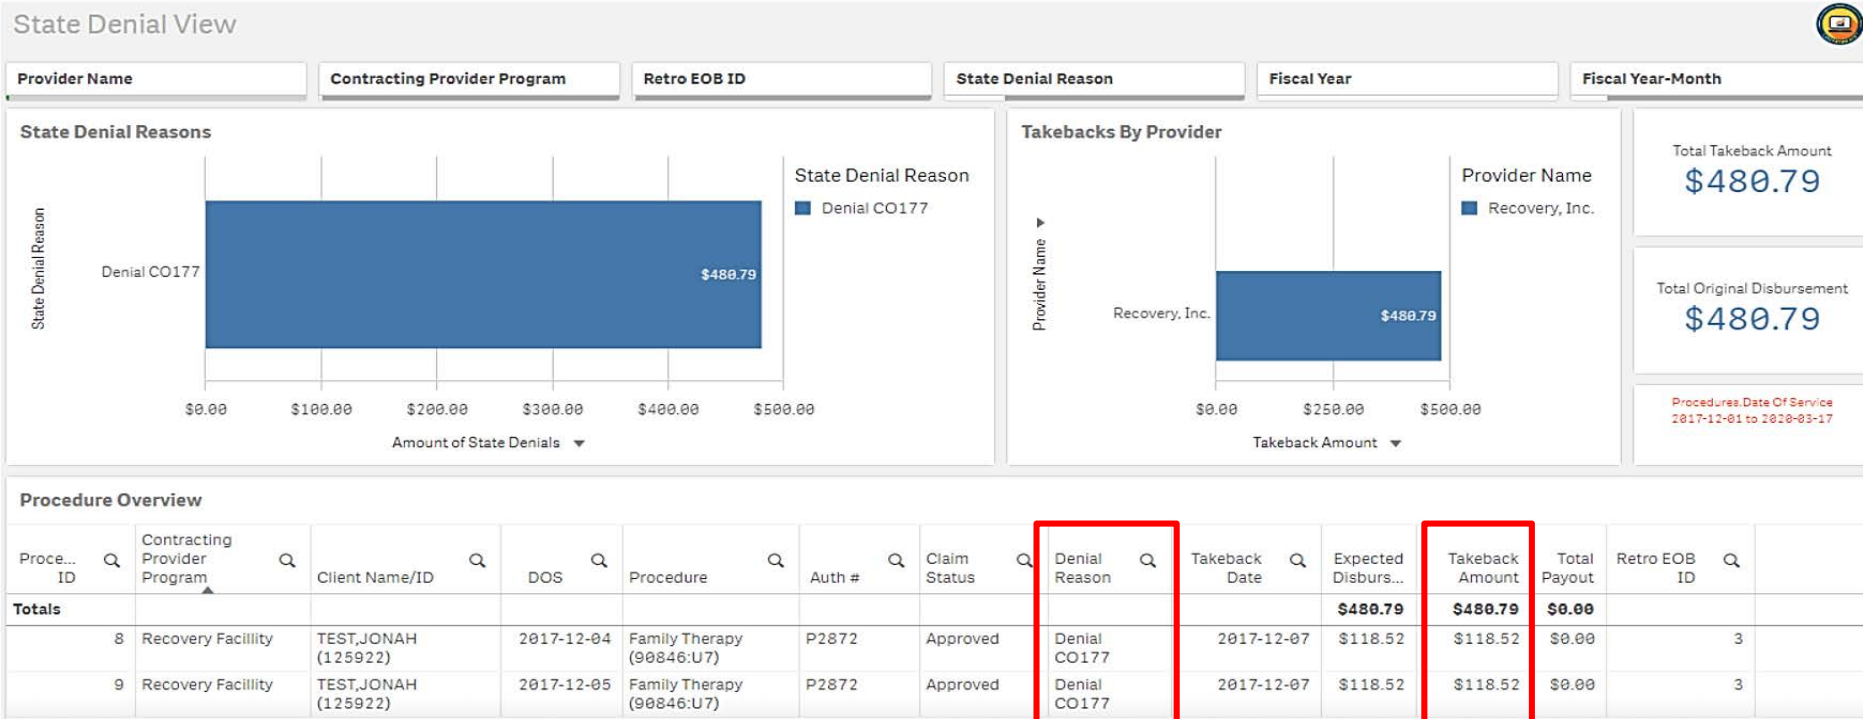 State Denial View
Provider Name
Contracting Provider Program
Retro EOB ID
State Denial Reason
Fiscal Year
Fiscal Year-Month
State Denial Reasons
State Denial Reason
Denial CO177
$480.79
$0.00 $100.00 $200.00 $300.00 $400.00 $500.00
Amount of State Denials
State Denial Reason
Denial CO177
Takebacks By Provider
Provider Name
Recovery, Inc.
$480.79
$0.00 $250.00 $500.00
Takeback Amount
Provider Name
Recovery, Inc.
Total Takeback Amount
$480.79
Total Original Disbursement
$480.79
Procedures.Date Of Service
2017-12-01 to 2020-03-17
Procedure Overview
Proce...
ID
Contracting
Provider
Program
Client Name/ID
DOS
Procedure
Auth #
Claim
Status
Denial
Reason
Takeback
Date
Expected
Disburs...
Takeback
Amount
Total
Payout
Retro EOB
ID
Totals $480.79 $480.79 $0.00
8 Recovery Facillity TEST,JONAH 2017-12-04 Family Therapy P2872 Approved Denial 2017-12-07 $118.52 $118.52 $0.00 3
(125922) (90846:U7) CO177
9 Recovery Facillity TEST,JONAH 2017-12-05 Family Therapy P2872 Approved Denial 2017-12-07 $118.52 $118.52 $0.00 3
(125922) (90846:U7) CO177